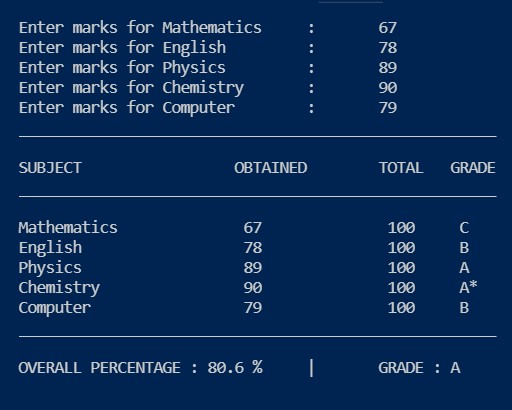 Enter marks for Mathematics : 67
Enter marks for English : 78
Enter marks for Physics : 89
Enter marks for Chemistry : 90
Enter marks for Computer : 79
SUBJECT OBTAINED TOTAL GRADE
Mathematics 67 100 C
English 78 100 B
Physics 89 100 A
Chemistry 90 100 A*
Computer 79 100 B
OVERALL PERCENTAGE : 80.6 % | GRADE : A